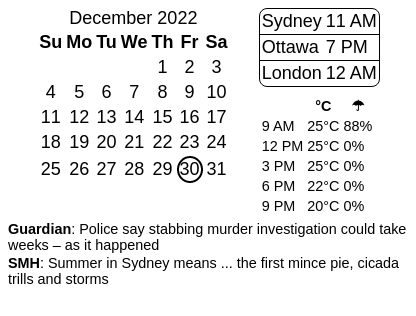 December 2022
Su Mo Tu We Th Fr Sa
1 2 3
4 5 6 7 8 9 10
11 12 13 14 15 16 17
18 19 20 21 22 23 24
25 26 27 28 29 30 31
Sydney 11 AM
Ottawa 7 PM
London 12 AM
°C ☂
9 AM 25°C 88%
12 PM 25°C 0%
3 PM 25°C 0%
6 PM 22°C 0%
9 PM 20°C 0%
Guardian: Police say stabbing murder investigation could take
weeks – as it happened
SMH: Summer in Sydney means ... the first mince pie, cicada
trills and storms